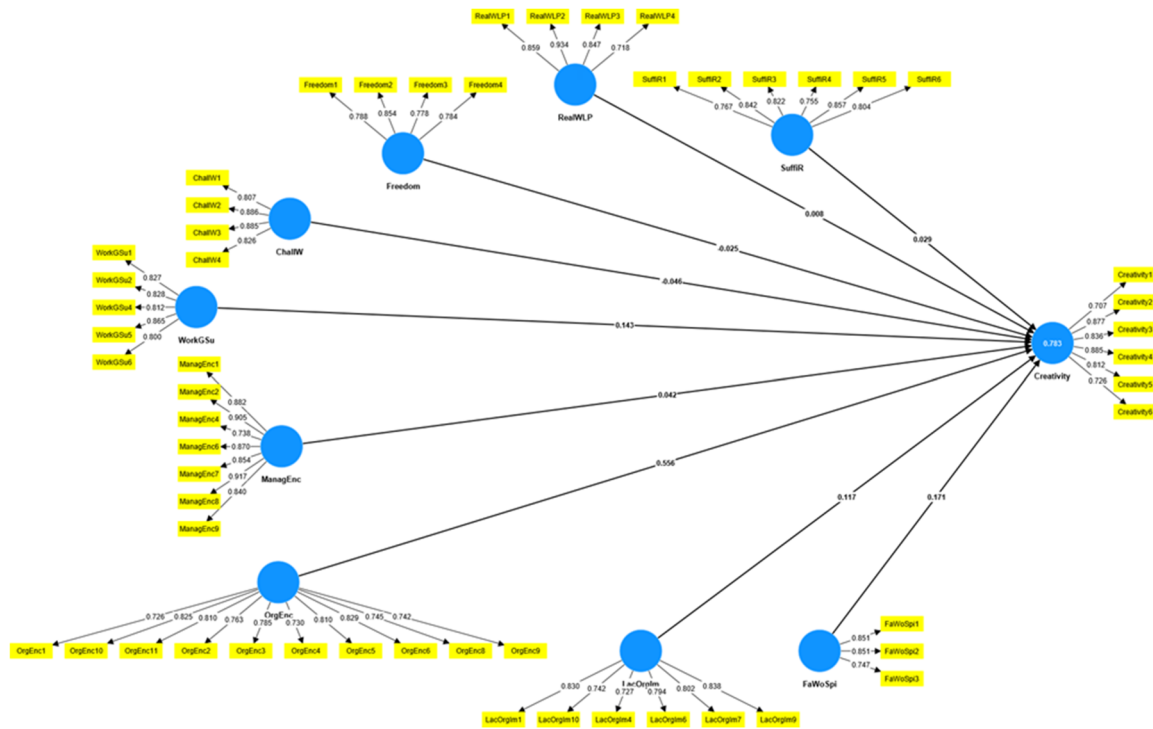 RealWLP1 RealWLP2 RealWLP3 RealWLP4
0.859 0.934 0.847 0.718
RealWLP
SuffiR1 SuffiR2 SuffiR3 SuffiR4 SuffiR5 SuffiR6
0.767 0.842 0.822 0.755 0.857 0.804
SuffiR
Freedom1 Freedom2 Freedom3 Freedom4
0.788 0.854 0.778 0.784
Freedom
ChallW1
ChallW2
ChallW3
ChallW4
0.807
0.886
0.885
0.826
ChallW
WorkGSu1
WorkGSu2
WorkGSu4
WorkGSu5
WorkGSu6
0.827
0.828
0.812
0.865
0.800
WorkGSu
ManagEnc1
ManagEnc2
ManagEnc4
ManagEnc6
ManagEnc7
ManagEnc8
ManagEnc9
0.882
0.905
0.738
0.870
0.854
0.917
0.840
ManagEnc
0.008
0.029
-0.025
-0.046
0.143
0.042
0.556
0.117
0.171
0.783
Creativity
0.707
0.877
0.836
0.885
0.812
0.726
Creativity1
Creativity2
Creativity3
Creativity4
Creativity5
Creativity6
OrgEnc
0.726 0.825 0.810 0.763 0.785 0.730 0.810 0.829 0.745 0.742
OrgEnc1 OrgEnc10 OrgEnc11 OrgEnc2 OrgEnc3 OrgEnc4 OrgEnc5 OrgEnc6 OrgEnc8 OrgEnc9
LacOrgIm
0.830 0.742 0.727 0.794 0.802 0.838
LacOrgIm1 LacOrgIm10 LacOrgIm4 LacOrgIm6 LacOrgIm7 LacOrgIm9
FaWoSpi
0.851
0.851
0.747
FaWoSpi1
FaWoSpi2
FaWoSpi3